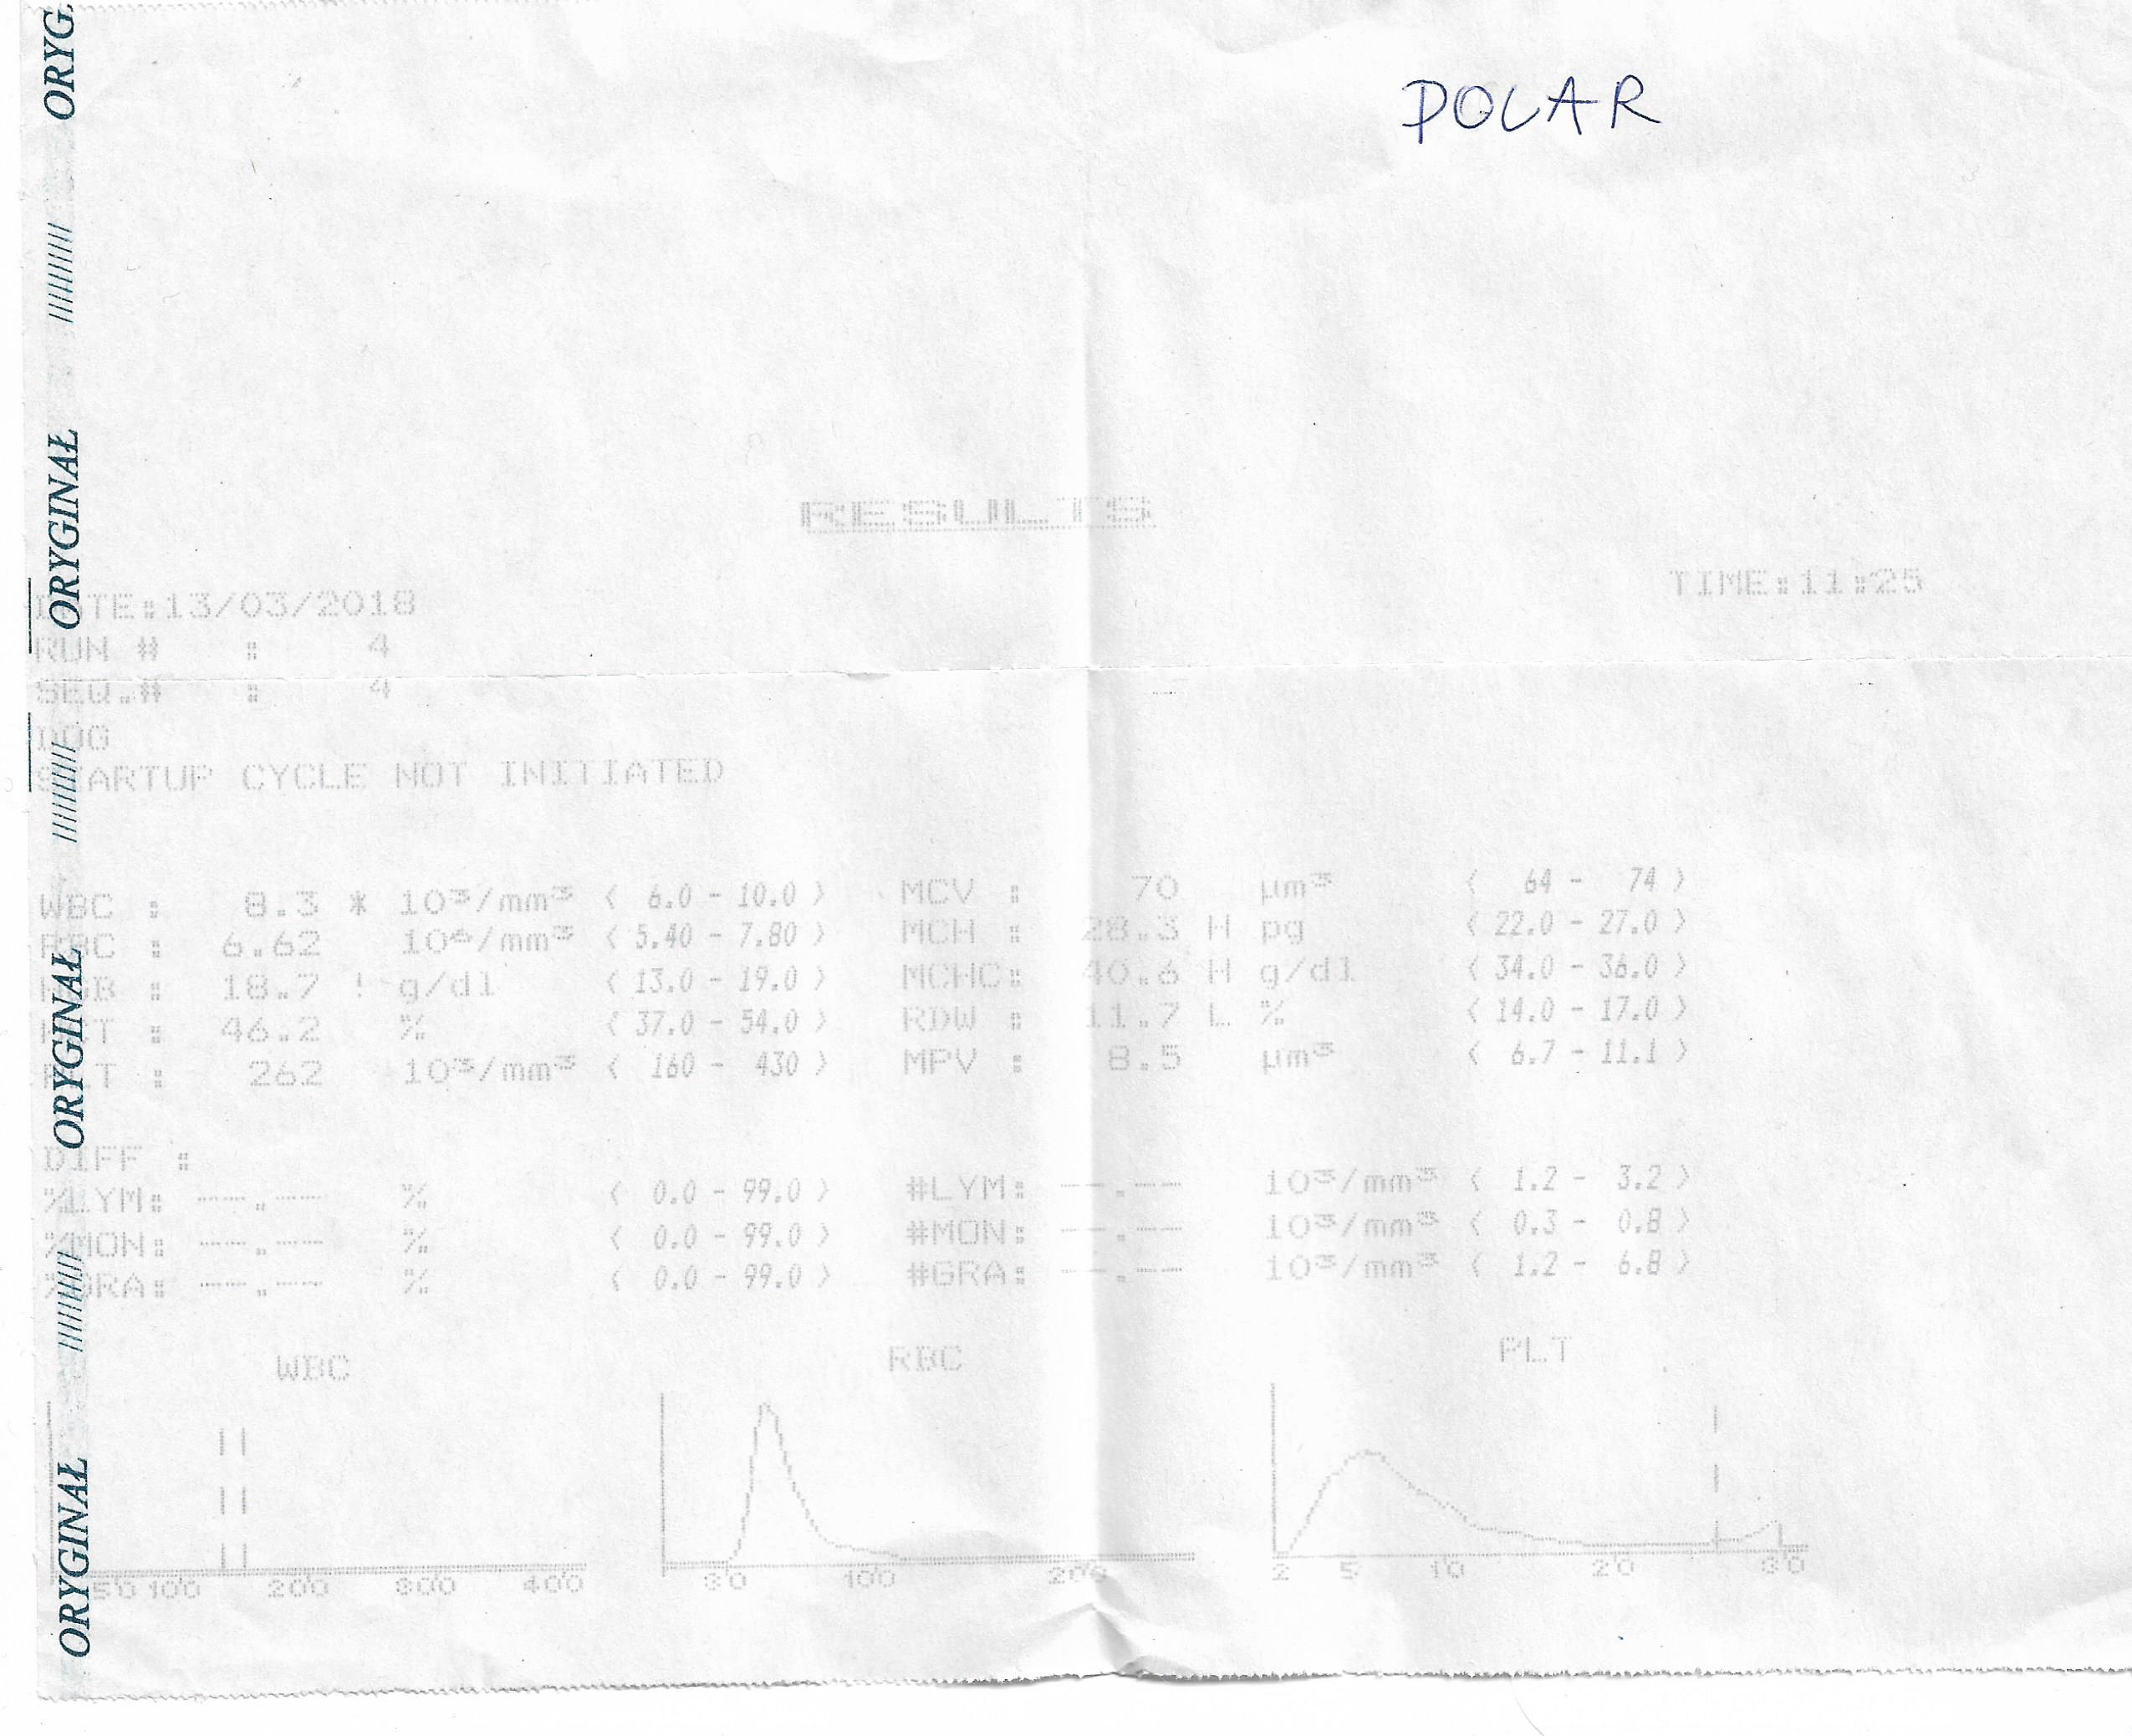 POLAR
RESULTS
DATE:13/03/2018 TIME:11:25
RUN # : 4
SEQ.# : 4
DOG
STARTUP CYCLE NOT INITIATED
WBC : 8.3 * 10³/mm³ < 6.0 - 10.0 > MCV : 70 µm³ < 64 - 74 >
RBC : 6.62 10⁶/mm³ < 5.40 - 7.80 > MCH : 28.3 H pg < 22.0 - 27.0 >
HGB : 18.7 ! g/dl < 13.0 - 19.0 > MCHC: 40.6 H g/dl < 34.0 - 36.0 >
HCT : 46.2 % < 37.0 - 54.0 > RDW : 11.7 L % < 14.0 - 17.0 >
PLT : 262 10³/mm³ < 160 - 430 > MPV : 8.5 µm³ < 6.7 - 11.1 >
DIFF :
%LYM: --.-- % < 0.0 - 99.0 > #LYM: --.-- 10³/mm³ < 1.2 - 3.2 >
%MON: --.-- % < 0.0 - 99.0 > #MON: --.-- 10³/mm³ < 0.3 - 0.8 >
%GRA: --.-- % < 0.0 - 99.0 > #GRA: --.-- 10³/mm³ < 1.2 - 6.8 >
WBC RBC PLT
50 100 200 300 400 30 100 200 2 5 10 20 30
ORYGINAŁ ////////// ORYGINAŁ ORYGINAŁ ////////// ORYGINAŁ ////////// ORYG